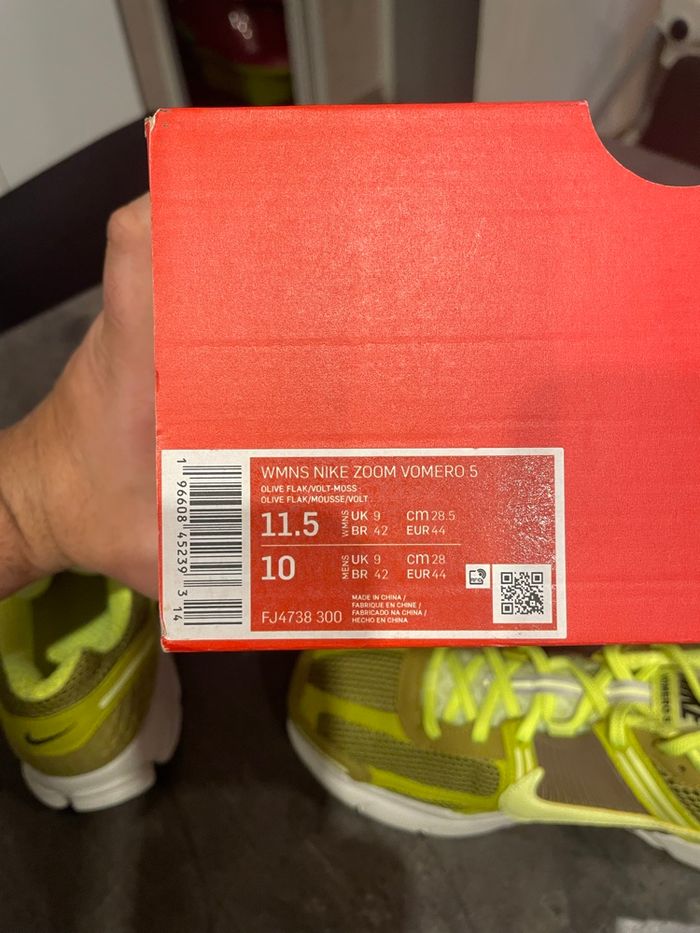 WMNS NIKE ZOOM VOMERO 5
OLIVE FLAK/VOLT-MOSS
OLIVE FLAK/MOUSSE/VOLT
11.5 WMNS UK 9 cm 28.5
BR 42 EUR 44
10 MENS UK 9 cm 28
BR 42 EUR 44
MADE IN CHINA /
FABRIQUE EN CHINE /
FABRICADO NA CHINA /
HECHO EN CHINA
FJ4738 300
1 96608 45239 3 14